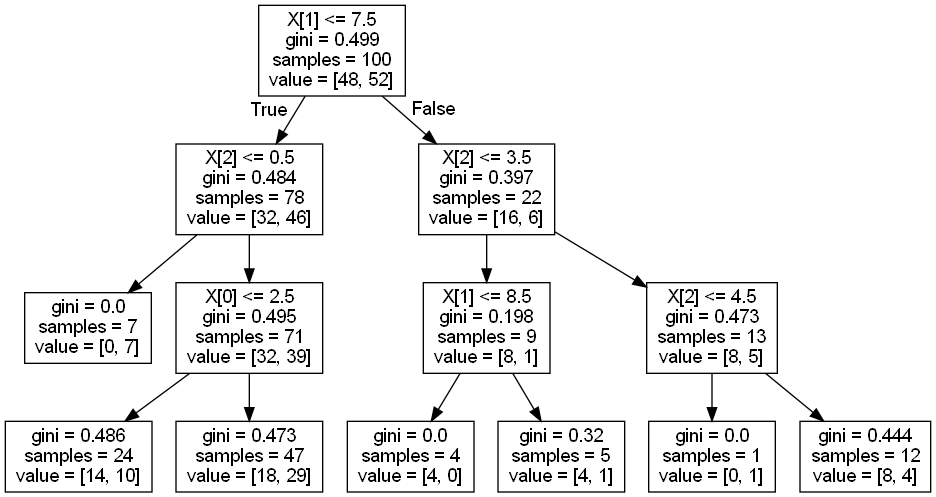 X[1] <= 7.5
gini = 0.499
samples = 100
value = [48, 52]
True
False
X[2] <= 0.5
gini = 0.484
samples = 78
value = [32, 46]
X[2] <= 3.5
gini = 0.397
samples = 22
value = [16, 6]
gini = 0.0
samples = 7
value = [0, 7]
X[0] <= 2.5
gini = 0.495
samples = 71
value = [32, 39]
X[1] <= 8.5
gini = 0.198
samples = 9
value = [8, 1]
X[2] <= 4.5
gini = 0.473
samples = 13
value = [8, 5]
gini = 0.486
samples = 24
value = [14, 10]
gini = 0.473
samples = 47
value = [18, 29]
gini = 0.0
samples = 4
value = [4, 0]
gini = 0.32
samples = 5
value = [4, 1]
gini = 0.0
samples = 1
value = [0, 1]
gini = 0.444
samples = 12
value = [8, 4]